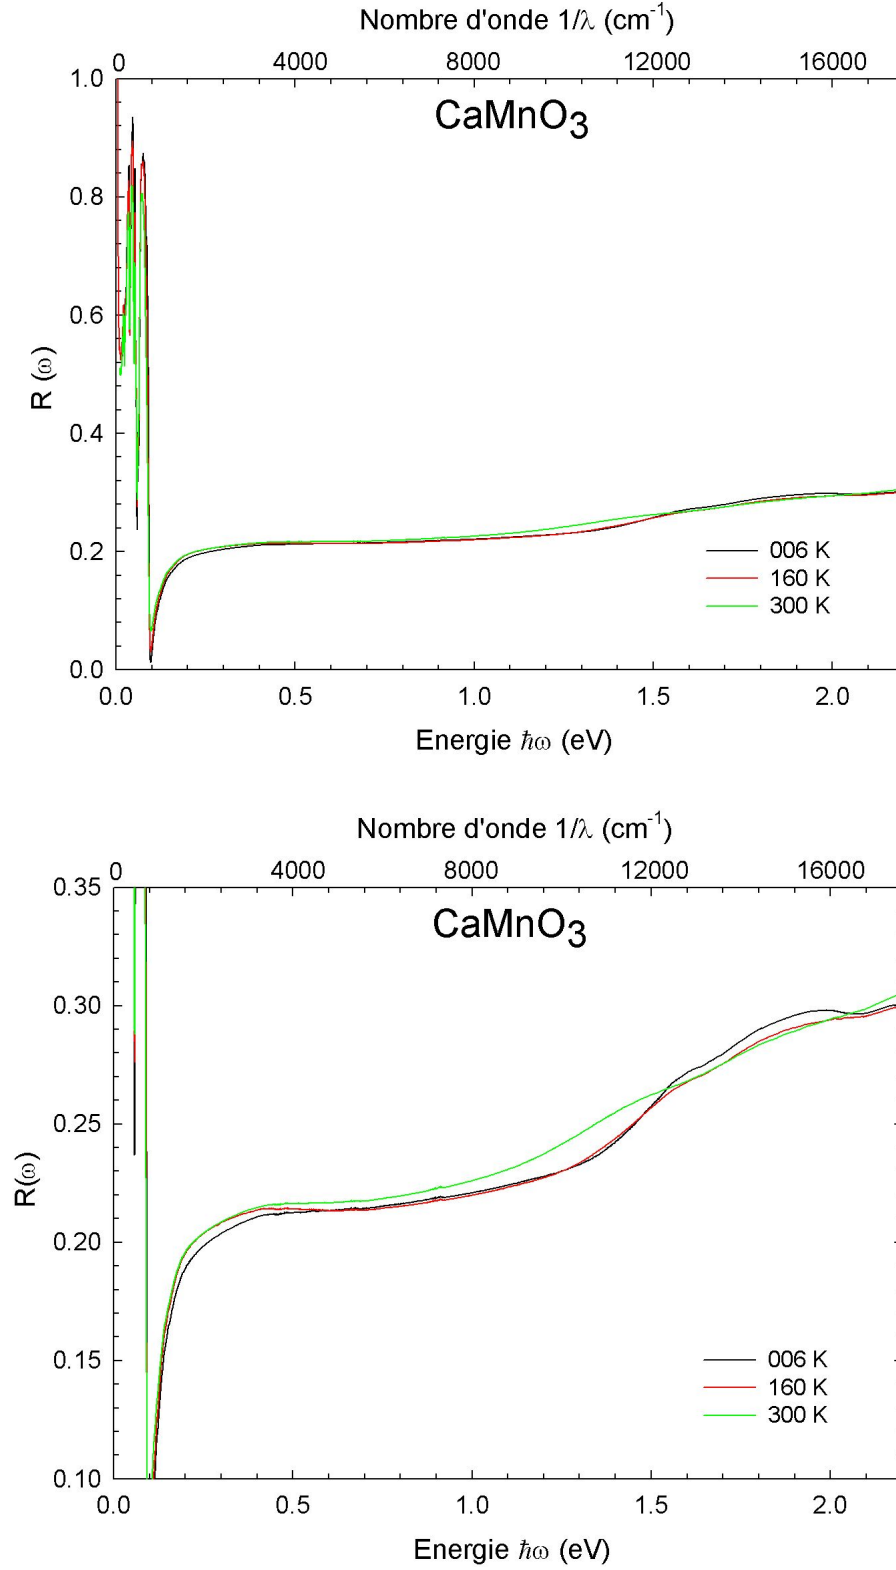 Nombre d'onde 1/λ (cm⁻¹)
0 4000 8000 12000 16000
CaMnO₃
1.0
0.8
0.6
0.4
0.2
0.0
R (ω)
006 K
160 K
300 K
0.0 0.5 1.0 1.5 2.0
Energie ħω (eV)
Nombre d'onde 1/λ (cm⁻¹)
0 4000 8000 12000 16000
CaMnO₃
0.35
0.30
0.25
0.20
0.15
0.10
R(ω)
006 K
160 K
300 K
0.0 0.5 1.0 1.5 2.0
Energie ħω (eV)